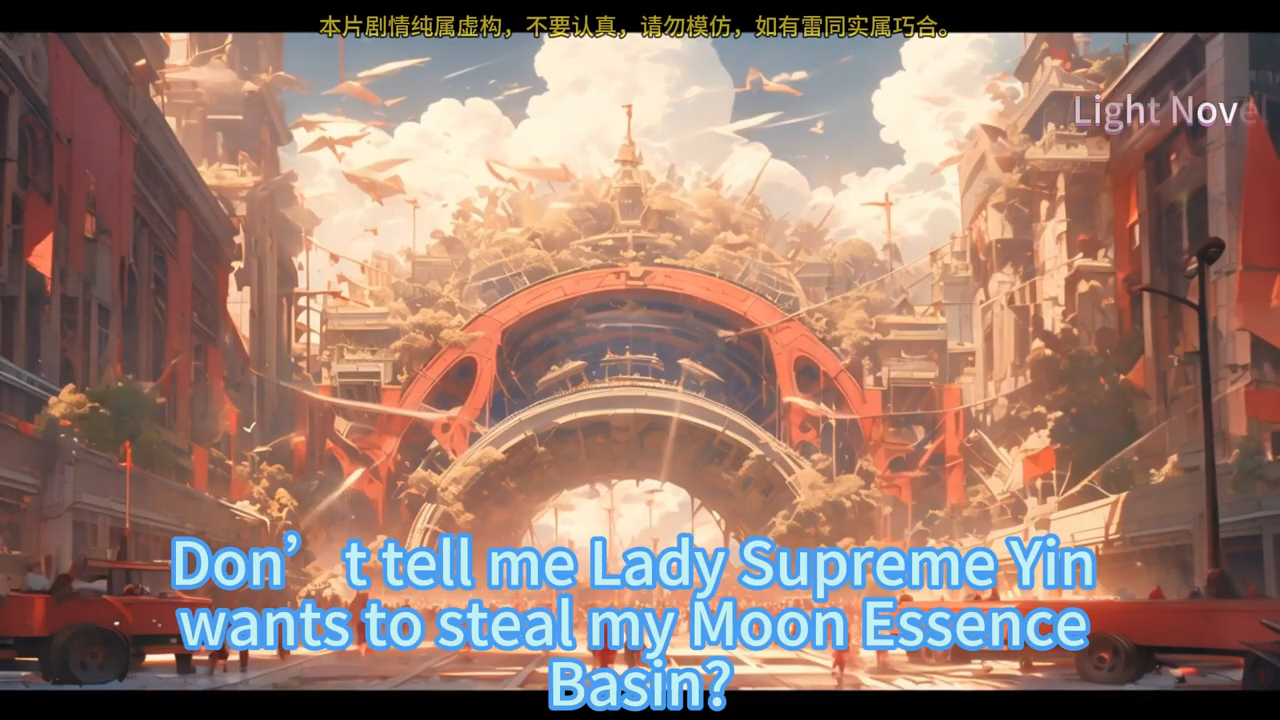 本片剧情纯属虚构，不要认真，请勿模仿，如有雷同实属巧合。
Light Novel
Don’t tell me Lady Supreme Yin
wants to steal my Moon Essence
Basin?